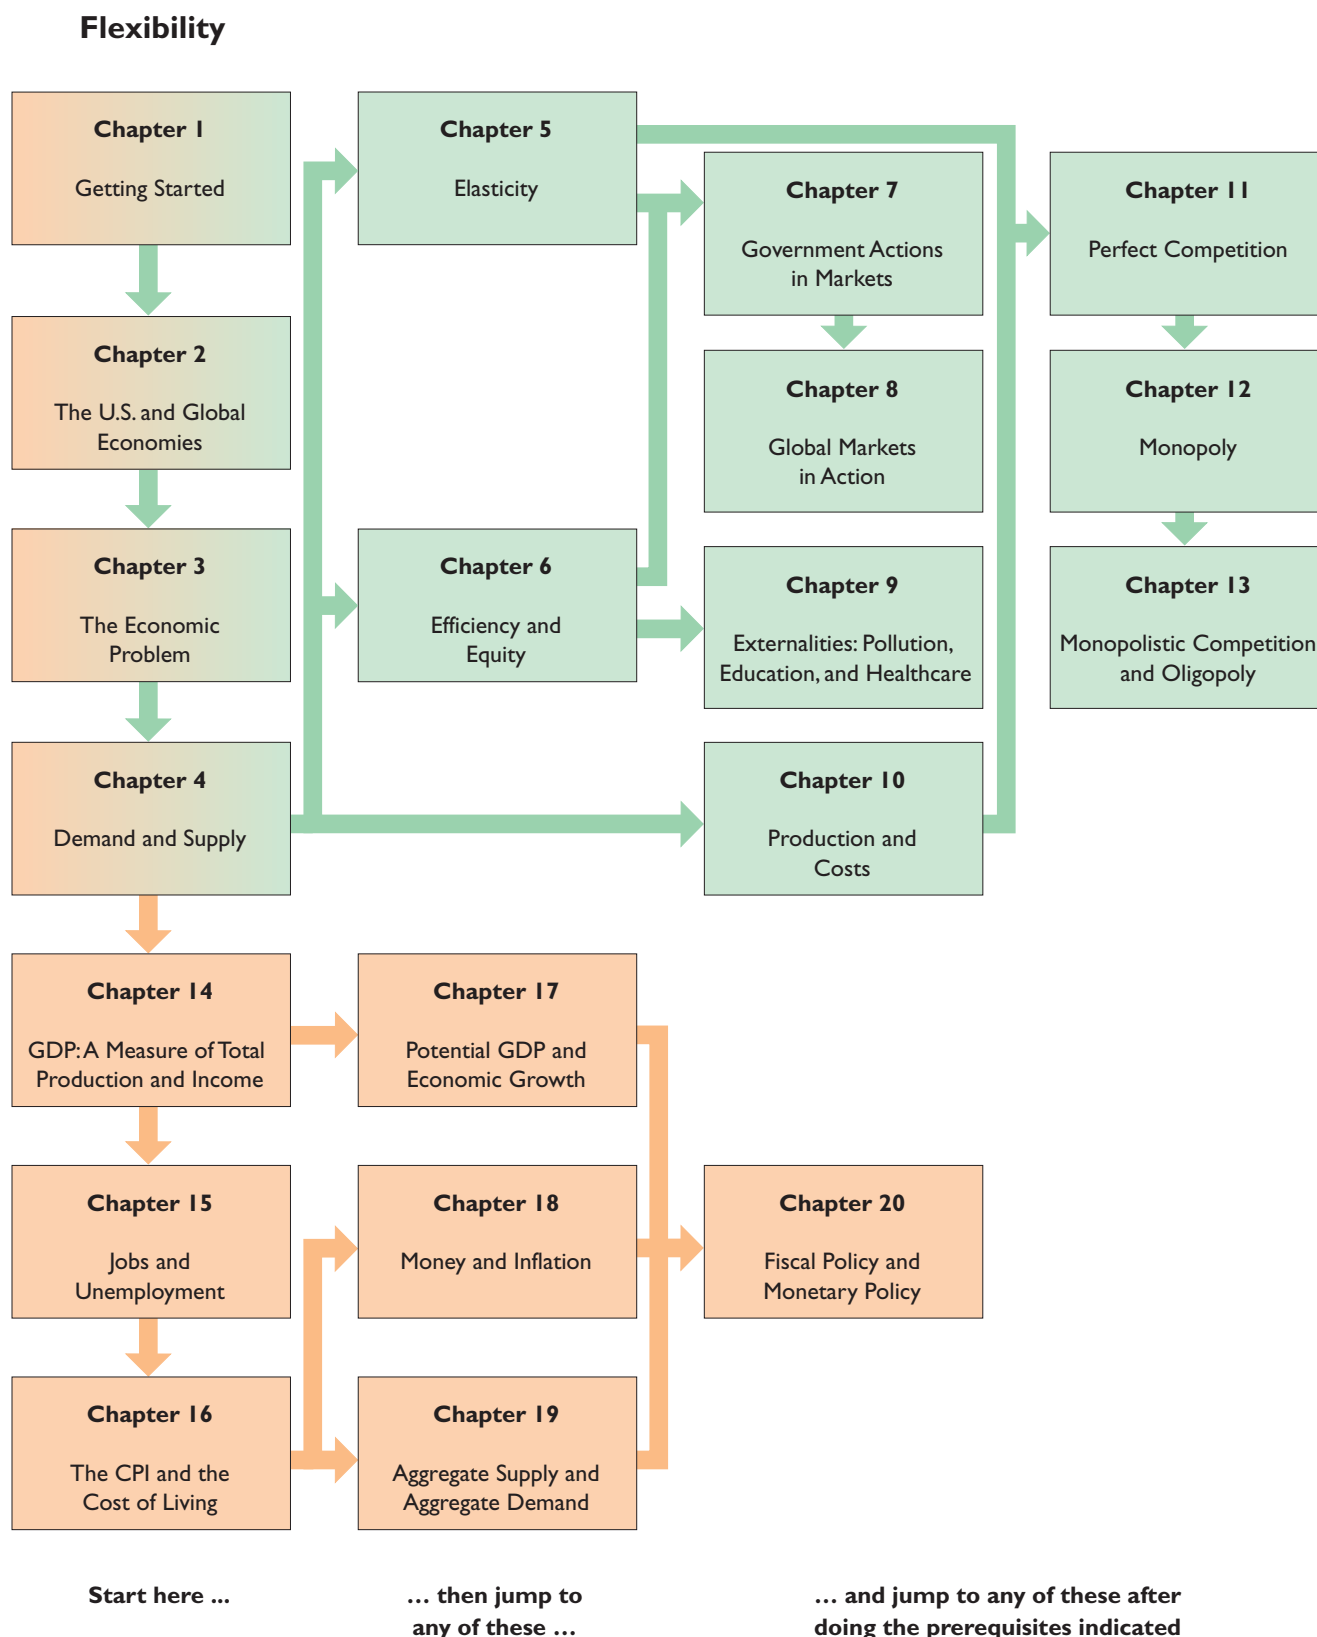 Flexibility
Chapter 1
Getting Started
Chapter 2
The U.S. and Global
Economies
Chapter 3
The Economic
Problem
Chapter 4
Demand and Supply
Chapter 5
Elasticity
Chapter 6
Efficiency and
Equity
Chapter 7
Government Actions
in Markets
Chapter 8
Global Markets
in Action
Chapter 9
Externalities: Pollution,
Education, and Healthcare
Chapter 10
Production and
Costs
Chapter 11
Perfect Competition
Chapter 12
Monopoly
Chapter 13
Monopolistic Competition
and Oligopoly
Chapter 14
GDP: A Measure of Total
Production and Income
Chapter 15
Jobs and
Unemployment
Chapter 16
The CPI and the
Cost of Living
Chapter 17
Potential GDP and
Economic Growth
Chapter 18
Money and Inflation
Chapter 19
Aggregate Supply and
Aggregate Demand
Chapter 20
Fiscal Policy and
Monetary Policy
Start here ...
… then jump to
any of these …
… and jump to any of these after
doing the prerequisites indicated